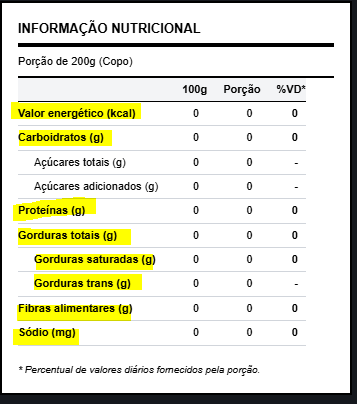 INFORMAÇÃO NUTRICIONAL
Porção de 200g (Copo)
100g Porção %VD*
Valor energético (kcal) 0 0 0
Carboidratos (g) 0 0 0
Açúcares totais (g) 0 0 -
Açúcares adicionados (g) 0 0 -
Proteínas (g) 0 0 0
Gorduras totais (g) 0 0 0
Gorduras saturadas (g) 0 0 0
Gorduras trans (g) 0 0 -
Fibras alimentares (g) 0 0 0
Sódio (mg) 0 0 0
* Percentual de valores diários fornecidos pela porção.